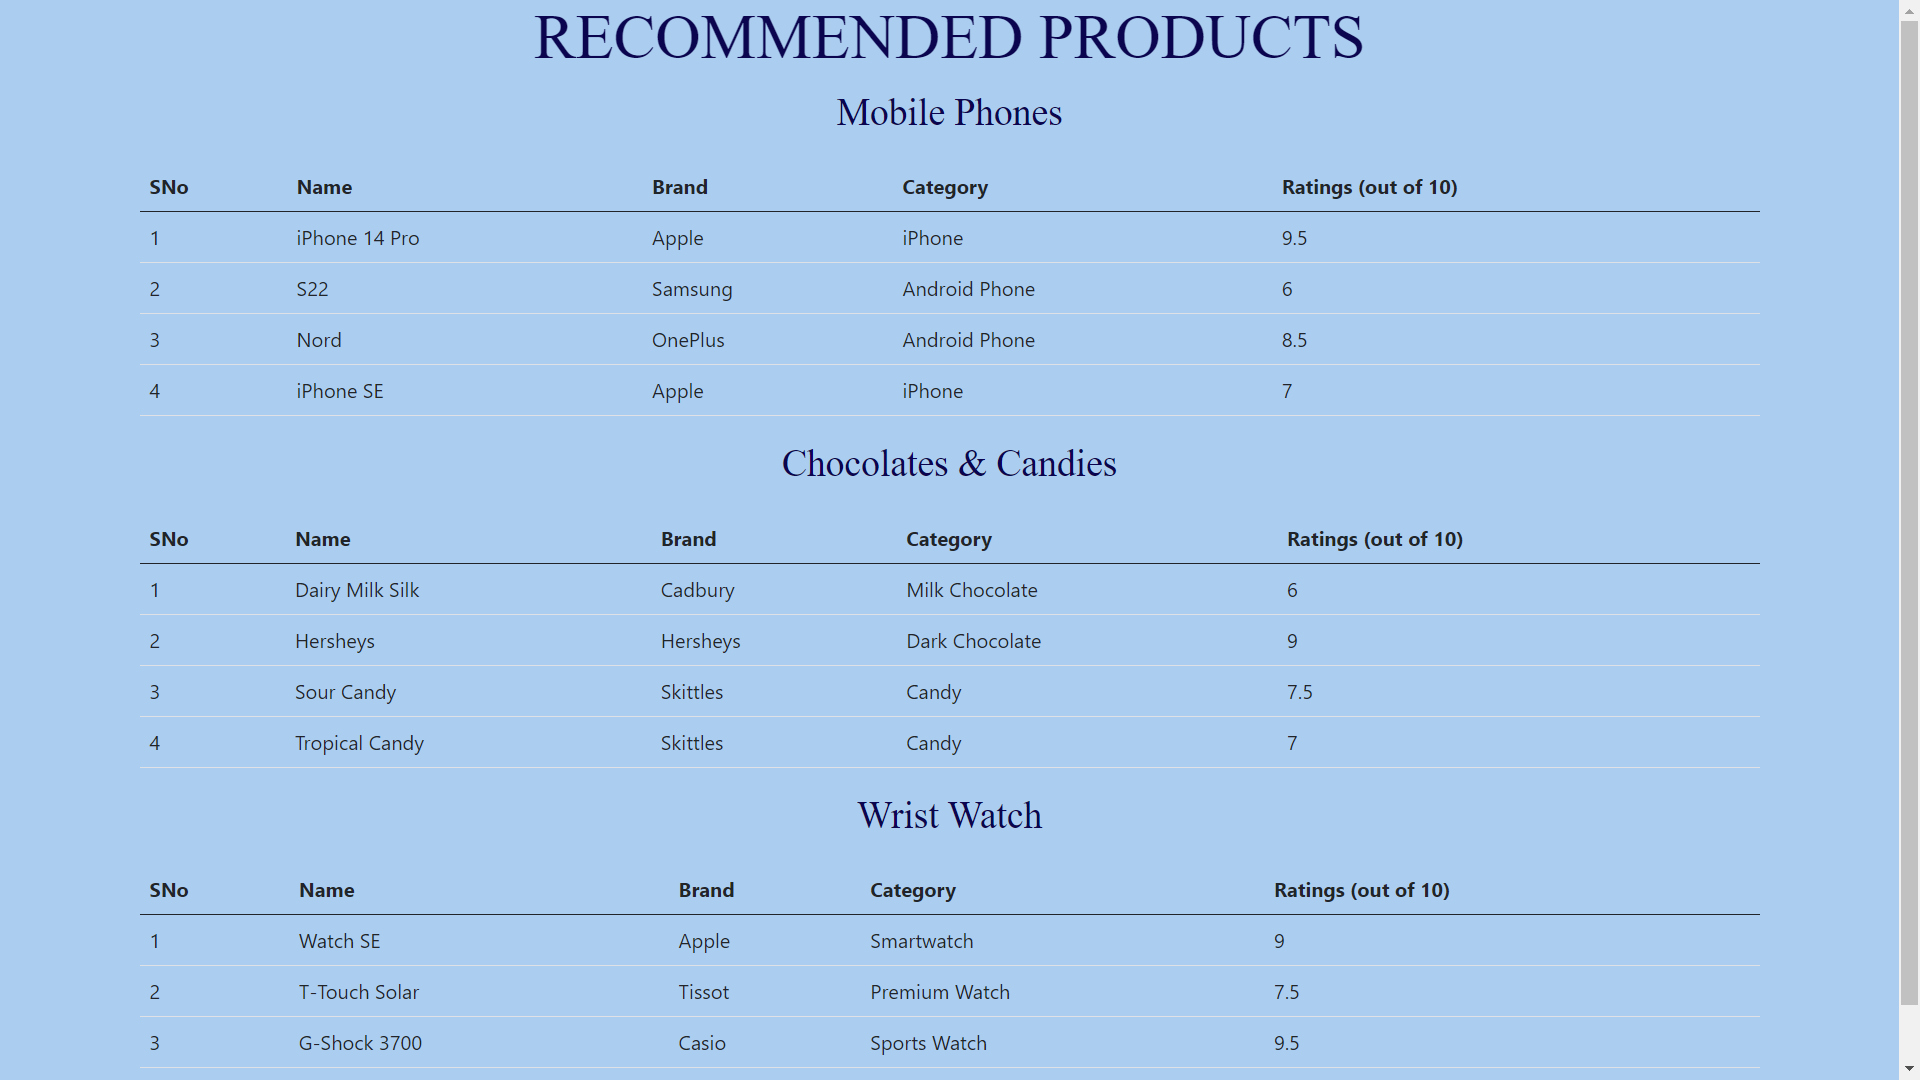 RECOMMENDED PRODUCTS
Mobile Phones
SNo Name Brand Category Ratings (out of 10)
1 iPhone 14 Pro Apple iPhone 9.5
2 S22 Samsung Android Phone 6
3 Nord OnePlus Android Phone 8.5
4 iPhone SE Apple iPhone 7
Chocolates & Candies
SNo Name Brand Category Ratings (out of 10)
1 Dairy Milk Silk Cadbury Milk Chocolate 6
2 Hersheys Hersheys Dark Chocolate 9
3 Sour Candy Skittles Candy 7.5
4 Tropical Candy Skittles Candy 7
Wrist Watch
SNo Name Brand Category Ratings (out of 10)
1 Watch SE Apple Smartwatch 9
2 T-Touch Solar Tissot Premium Watch 7.5
3 G-Shock 3700 Casio Sports Watch 9.5